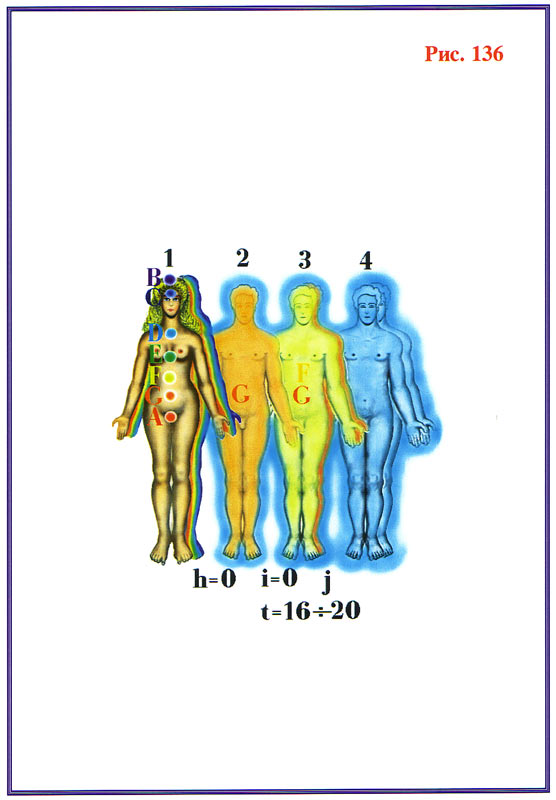 Рис. 136
1 2 3 4
B
C
D
E
F
G
A
G
F
G
h=0 i=0 j
t=16÷20